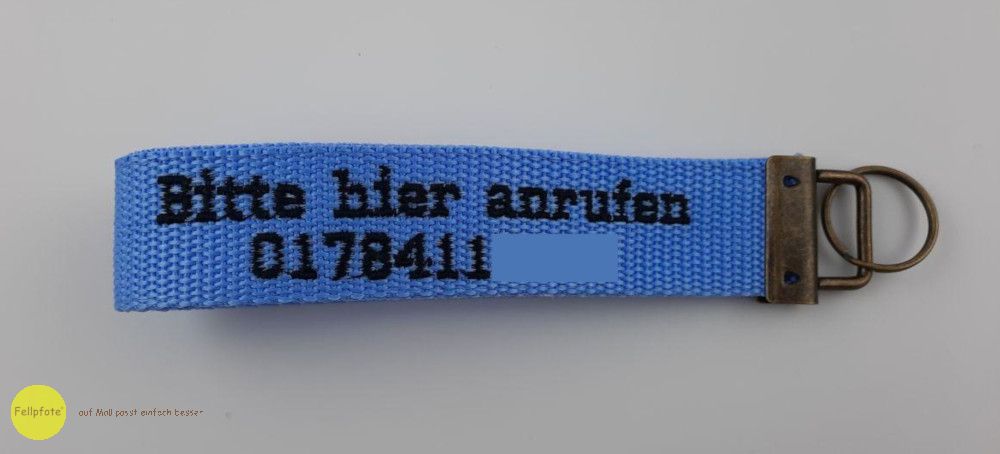 Bitte hier anrufen
0178411
Fellpfote®
auf Maß passt einfach besser